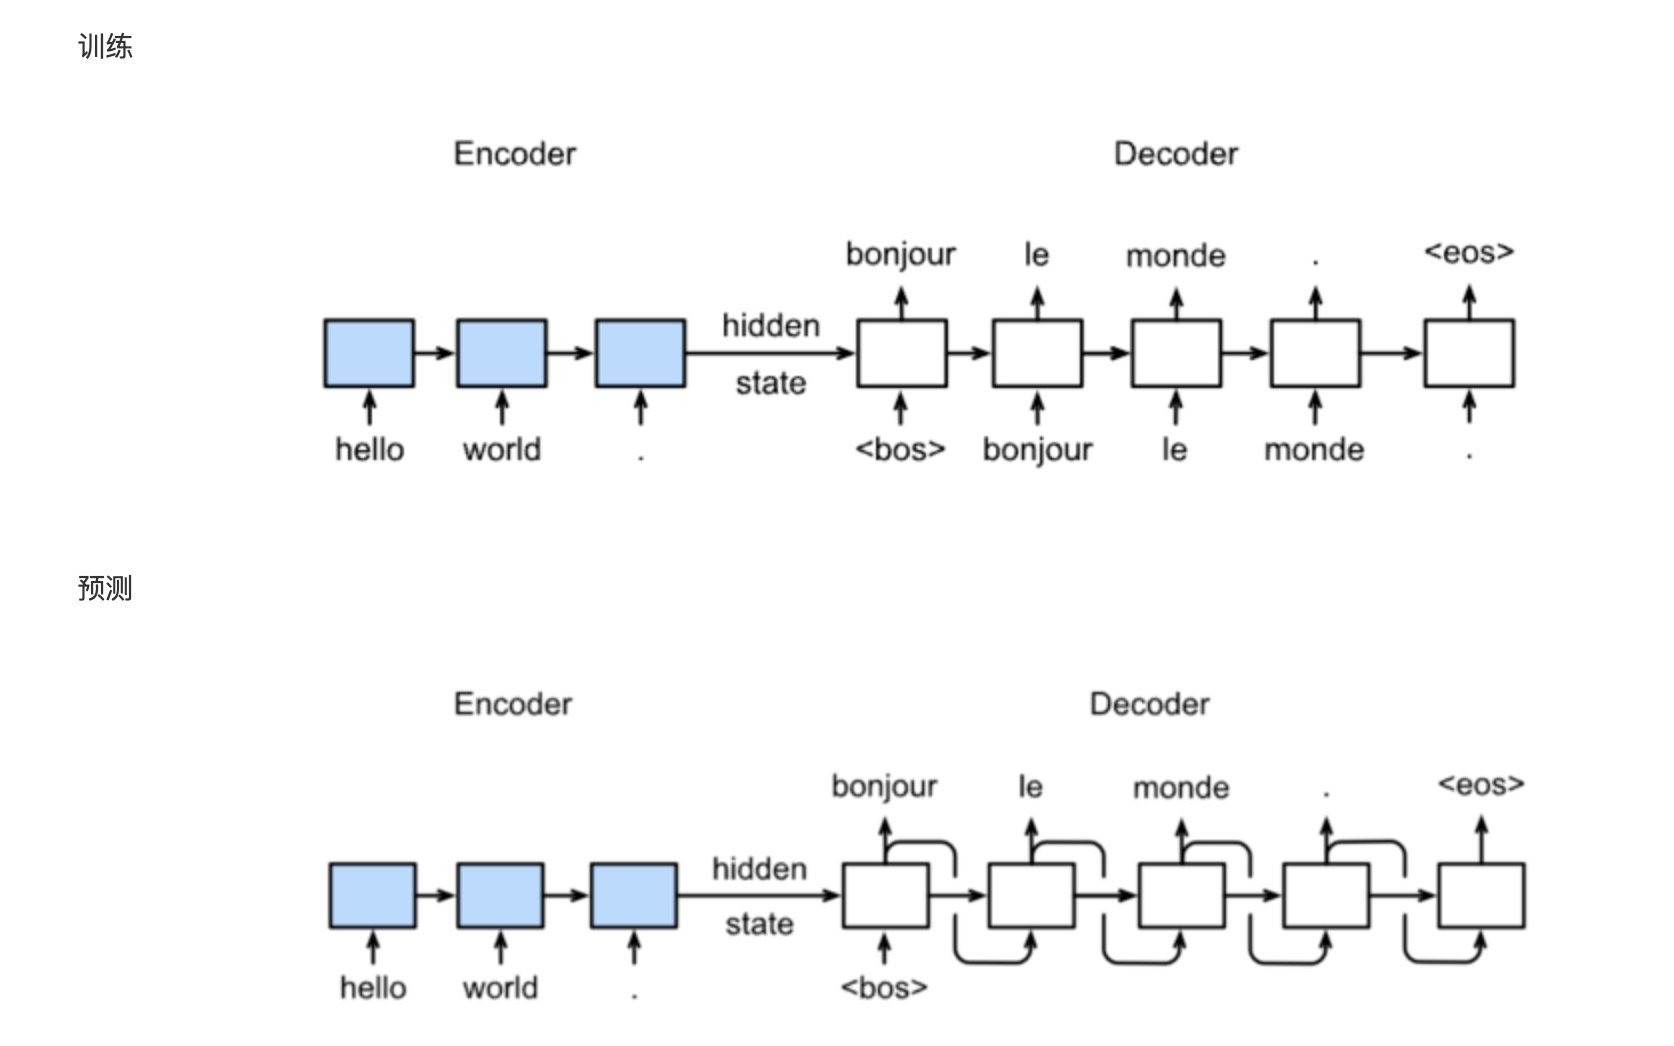 训练
Encoder Decoder
bonjour le monde . <eos>
hidden
state
hello world . <bos> bonjour le monde .
预测
Encoder Decoder
bonjour le monde . <eos>
hidden
state
hello world . <bos>